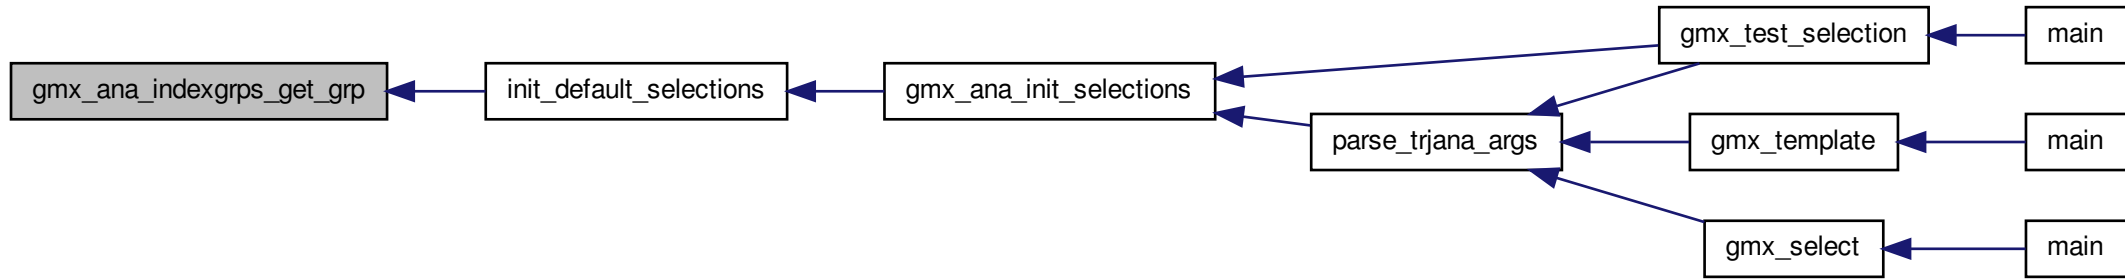 gmx_ana_indexgrps_get_grp
init_default_selections
gmx_ana_init_selections
gmx_test_selection
main
parse_trjana_args
gmx_template
main
gmx_select
main